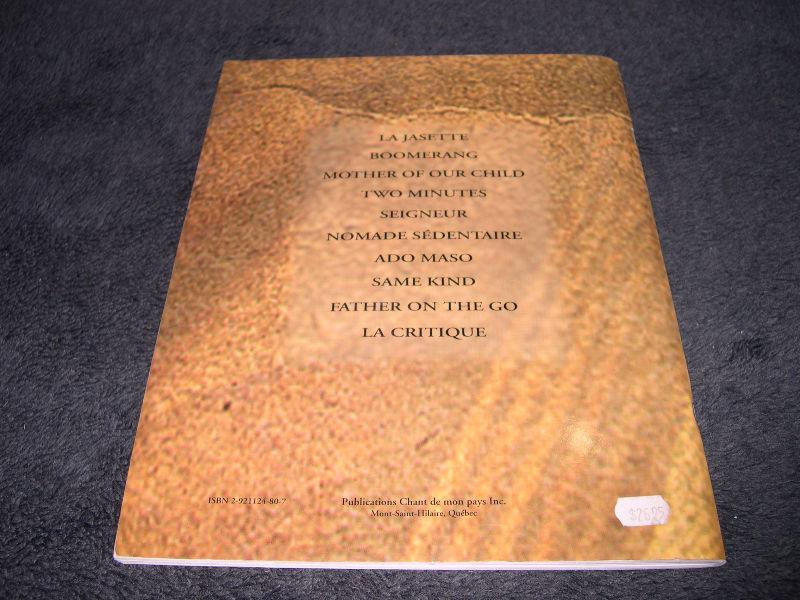 LA JASETTE
BOOMERANG
MOTHER OF OUR CHILD
TWO MINUTES
SEIGNEUR
NOMADE SÉDENTAIRE
ADO MASO
SAME KIND
FATHER ON THE GO
LA CRITIQUE
ISBN 2-921124-80-7
Publications Chant de mon pays Inc.
Mont-Saint-Hilaire, Québec
$26.25